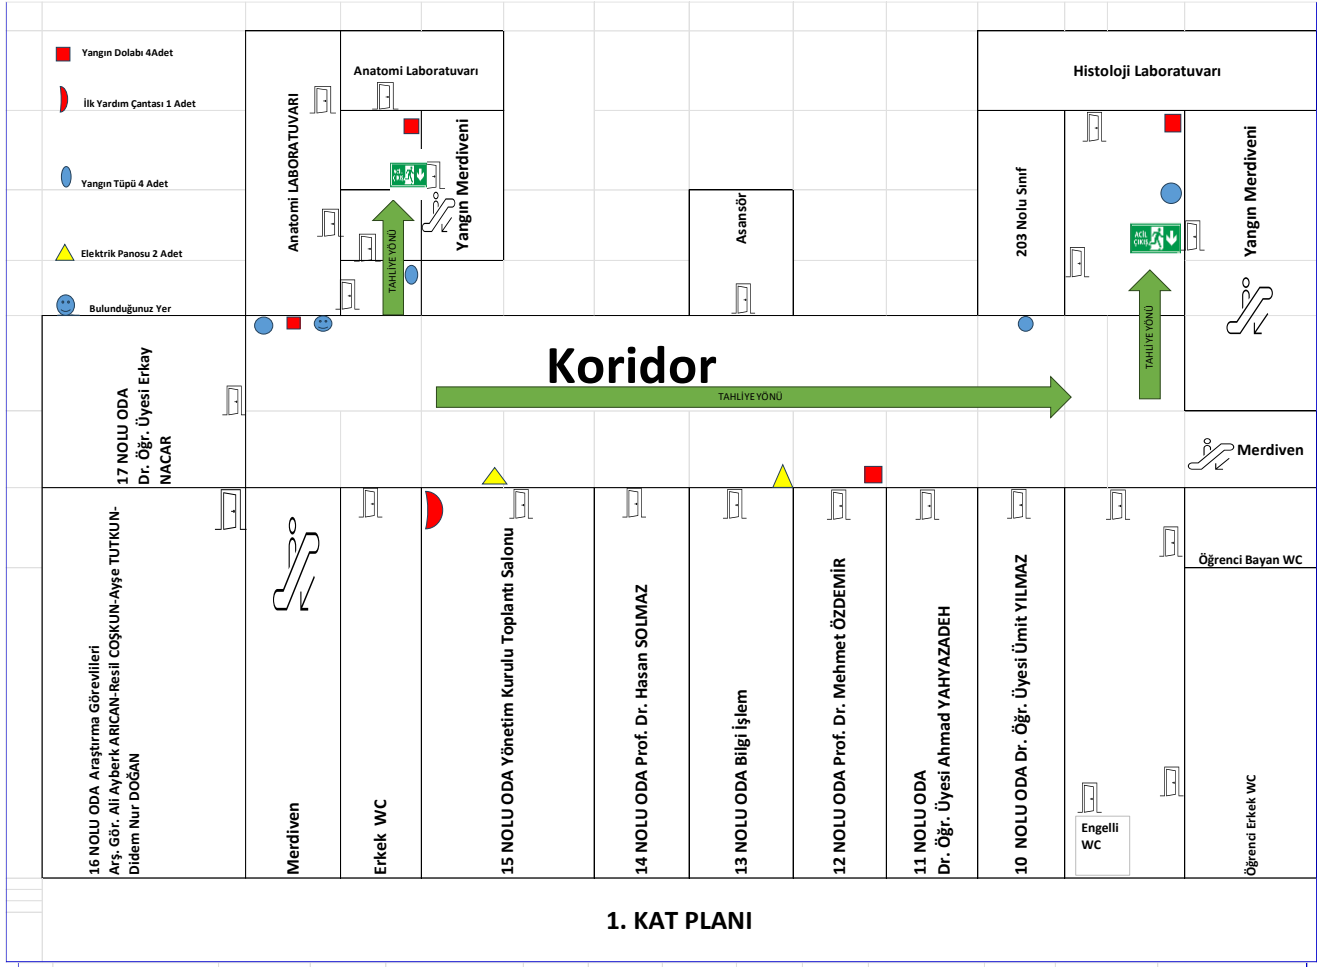 Yangın Dolabı 4Adet
İlk Yardım Çantası 1 Adet
Yangın Tüpü 4 Adet
Elektrik Panosu 2 Adet
Bulunduğunuz Yer
Anatomi LABORATUVARI
Anatomi Laboratuvarı
Yangın Merdiveni
ACİL
ÇIKIŞ
TAHLİYE YÖNÜ
Asansör
Histoloji Laboratuvarı
203 Nolu Sınıf
Yangın Merdiveni
ACİL
ÇIKIŞ
TAHLİYE YÖNÜ
Koridor
TAHLİYE YÖNÜ
17 NOLU ODA
Dr. Öğr. Üyesi Erkay
NACAR
Merdiven
16 NOLU ODA Araştırma Görevlileri
Arş. Gör. Ali Ayberk ARICAN-Resil COŞKUN-Ayşe TUTKUN-
Didem Nur DOĞAN
Merdiven
Erkek WC
15 NOLU ODA Yönetim Kurulu Toplantı Salonu
14 NOLU ODA Prof. Dr. Hasan SOLMAZ
13 NOLU ODA Bilgi İşlem
12 NOLU ODA Prof. Dr. Mehmet ÖZDEMİR
11 NOLU ODA
Dr. Öğr. Üyesi Ahmad YAHYAZADEH
10 NOLU ODA Dr. Öğr. Üyesi Ümit YILMAZ
Engelli
WC
Öğrenci Bayan WC
Öğrenci Erkek WC
1. KAT PLANI